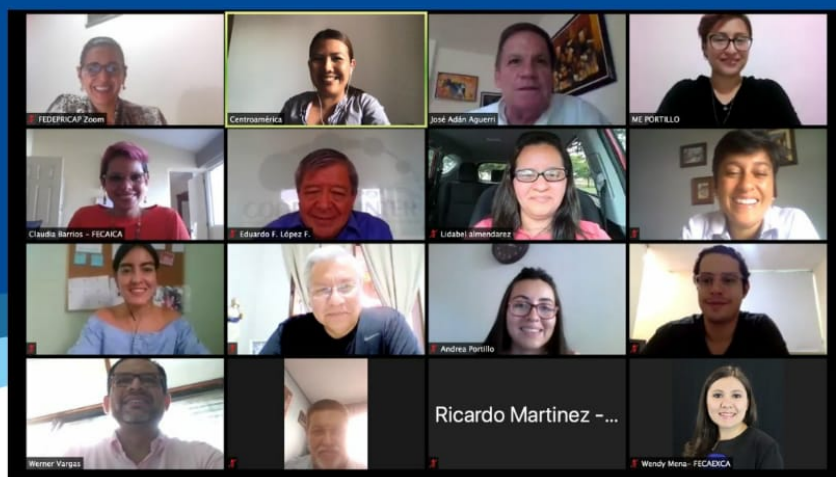 FEDEPRICAP Zoom
Centroamérica
José Adán Aguerri
ME PORTILLO
Claudia Barrios - FECAICA
Eduardo F. López F.
Lidabel almendarez
Andrea Portillo
Werner Vargas
Ricardo Martinez -...
Wendy Mena- FECAEXCA